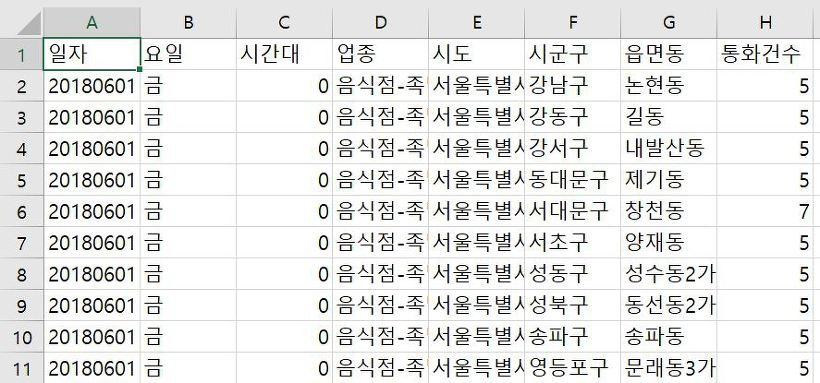 A B C D E F G H
1 일자 요일 시간대 업종 시도 시군구 읍면동 통화건수
2 20180601 금 0 음식점-족 서울특별시 강남구 논현동 5
3 20180601 금 0 음식점-족 서울특별시 강동구 길동 5
4 20180601 금 0 음식점-족 서울특별시 강서구 내발산동 5
5 20180601 금 0 음식점-족 서울특별시 동대문구 제기동 5
6 20180601 금 0 음식점-족 서울특별시 서대문구 창천동 7
7 20180601 금 0 음식점-족 서울특별시 서초구 양재동 5
8 20180601 금 0 음식점-족 서울특별시 성동구 성수동2가 5
9 20180601 금 0 음식점-족 서울특별시 성북구 동선동2가 5
10 20180601 금 0 음식점-족 서울특별시 송파구 송파동 5
11 20180601 금 0 음식점-족 서울특별시 영등포구 문래동3가 5